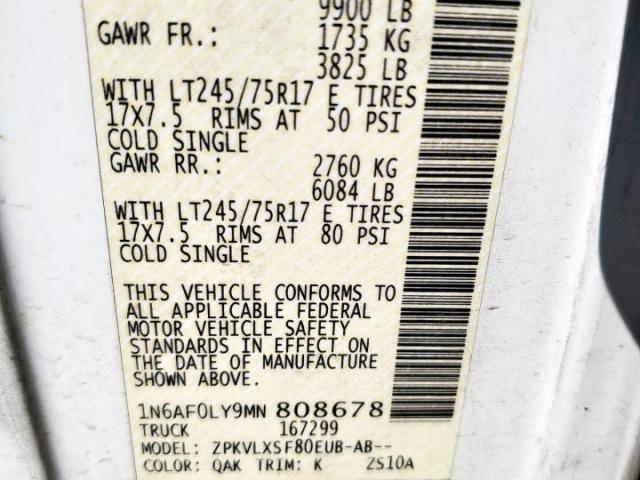 9900 LB
GAWR FR.: 1735 KG
3825 LB
WITH LT245/75R17 E TIRES
17X7.5 RIMS AT 50 PSI
COLD SINGLE
GAWR RR.: 2760 KG
6084 LB
WITH LT245/75R17 E TIRES
17X7.5 RIMS AT 80 PSI
COLD SINGLE
THIS VEHICLE CONFORMS TO
ALL APPLICABLE FEDERAL
MOTOR VEHICLE SAFETY
STANDARDS IN EFFECT ON
THE DATE OF MANUFACTURE
SHOWN ABOVE.
1N6AF0LY9MN 808678
TRUCK 167299
MODEL: ZPKVLXSF80EUB-AB--
COLOR: QAK TRIM: K ZS10A